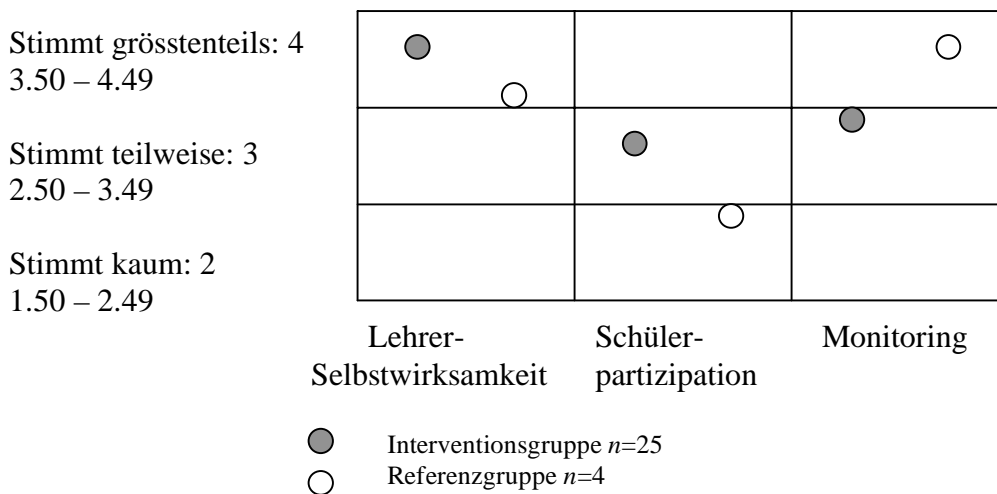 Stimmt grösstenteils: 4
3.50 – 4.49
Stimmt teilweise: 3
2.50 – 3.49
Stimmt kaum: 2
1.50 – 2.49
Lehrer-
Selbstwirksamkeit
Schüler-
partizipation
Monitoring
Interventionsgruppe n=25
Referenzgruppe n=4